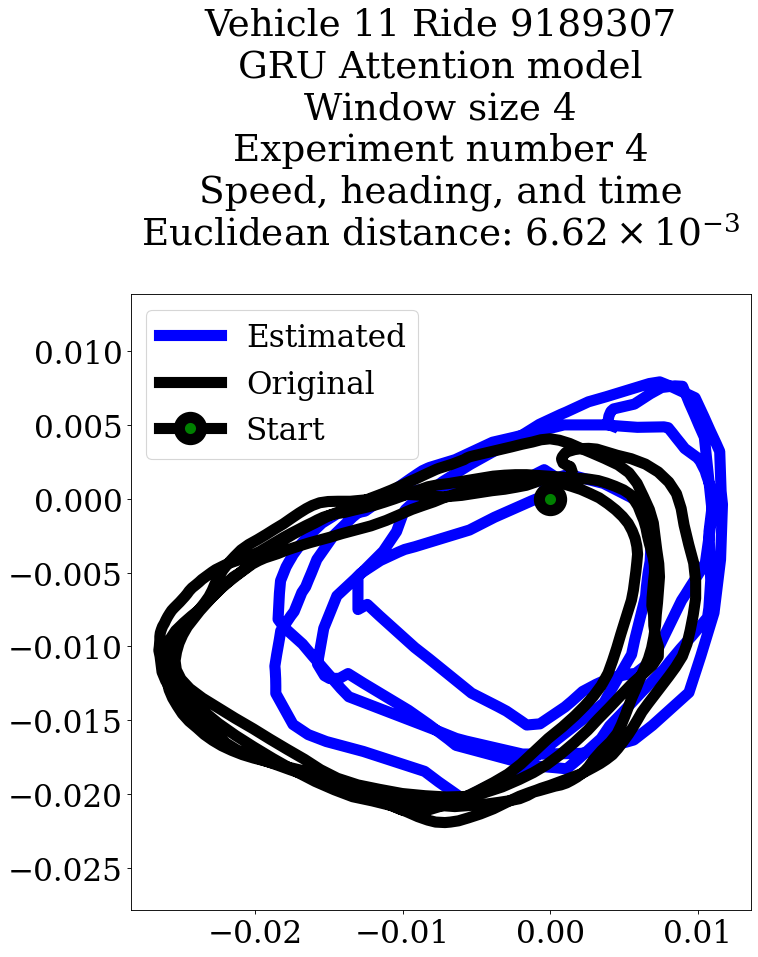 Vehicle 11 Ride 9189307
GRU Attention model
Window size 4
Experiment number 4
Speed, heading, and time
Euclidean distance: 6.62 × 10⁻³
Estimated
Original
Start
0.010
0.005
0.000
−0.005
−0.010
−0.015
−0.020
−0.025
−0.02 −0.01 0.00 0.01